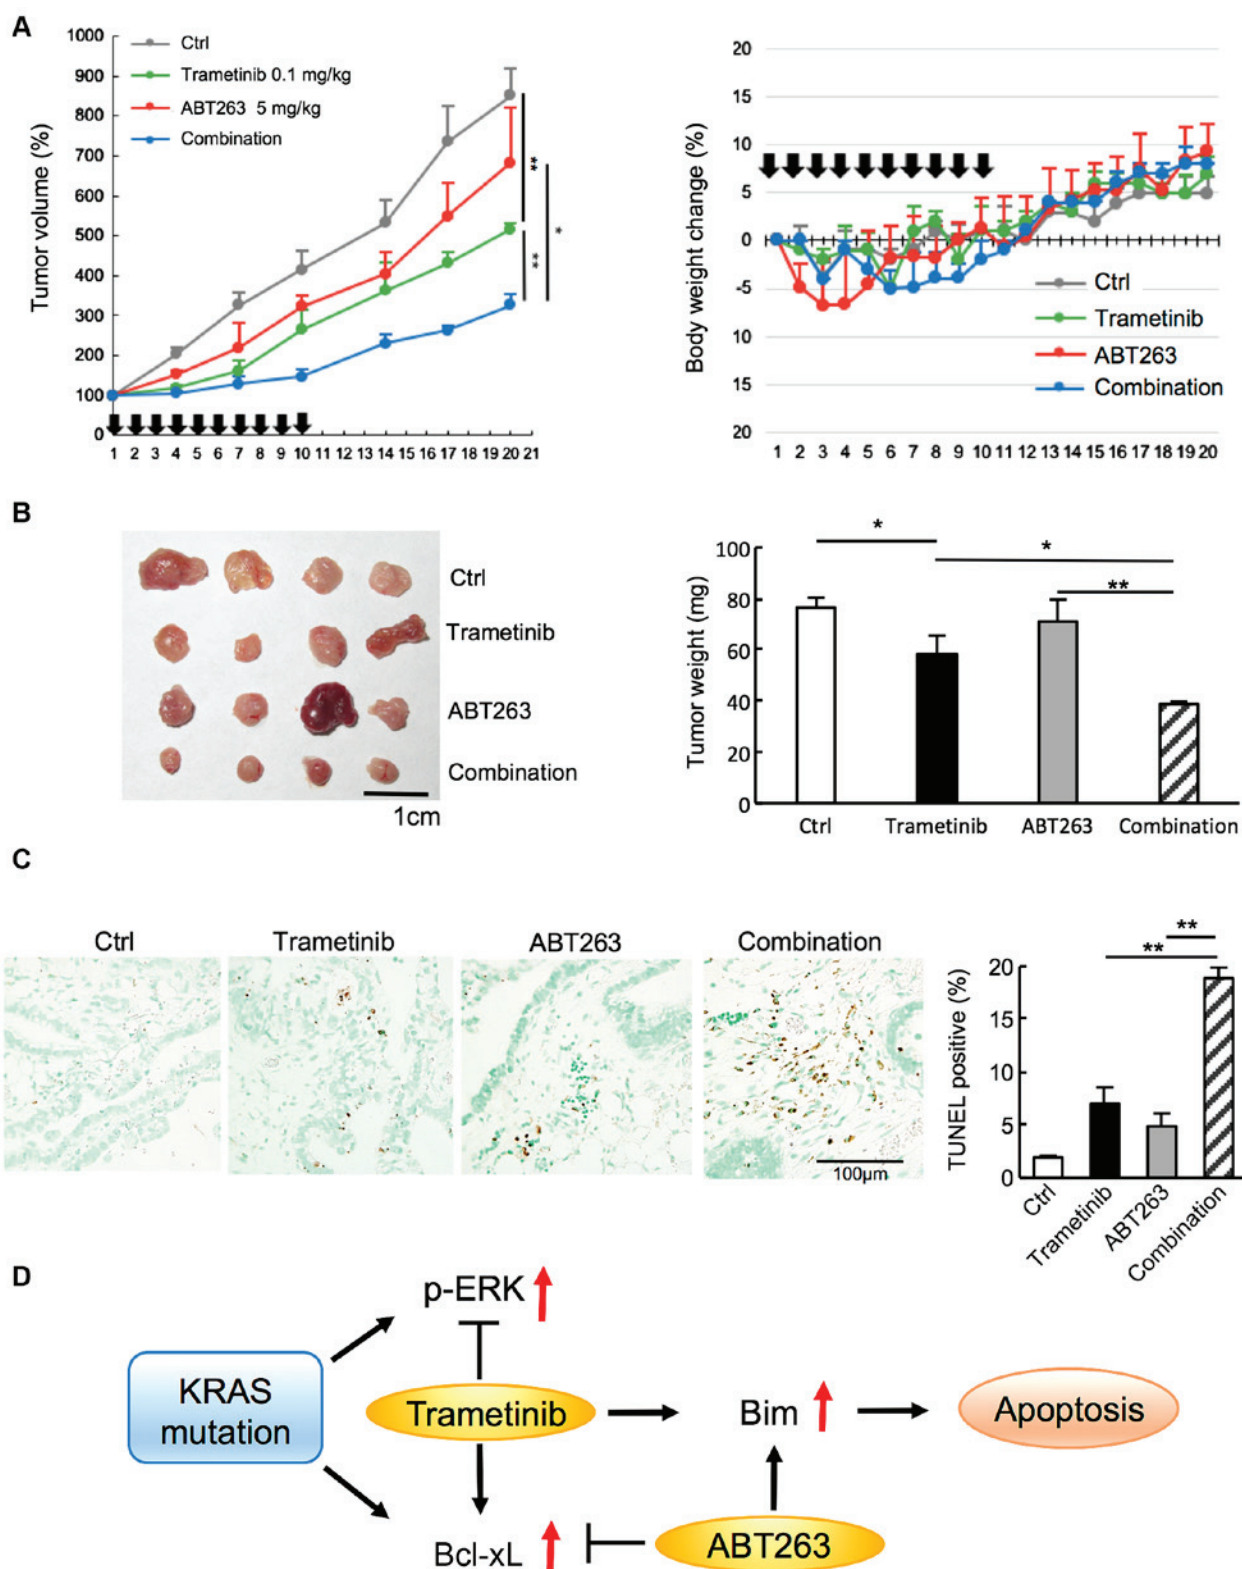 A
Tumor volume (%)
1000
900
800
700
600
500
400
300
200
100
0
Ctrl
Trametinib 0.1 mg/kg
ABT263 5 mg/kg
Combination
**
**
*
1 2 3 4 5 6 7 8 9 10 11 12 13 14 15 16 17 18 19 20 21
Body weight change (%)
20
15
10
5
0
-5
10
15
20
Ctrl
Trametinib
ABT263
Combination
1 2 3 4 5 6 7 8 9 10 11 12 13 14 15 16 17 18 19 20
B
Ctrl
Trametinib
ABT263
Combination
1cm
Tumor weight (mg)
100
80
60
40
20
0
*
*
**
Ctrl Trametinib ABT263 Combination
C
Ctrl Trametinib ABT263 Combination
100μm
TUNEL positive (%)
20
15
10
5
0
**
**
Ctrl
Trametinib
ABT263
Combination
D
p-ERK
KRAS
mutation
Trametinib
Bim
Apoptosis
Bcl-xL
ABT263